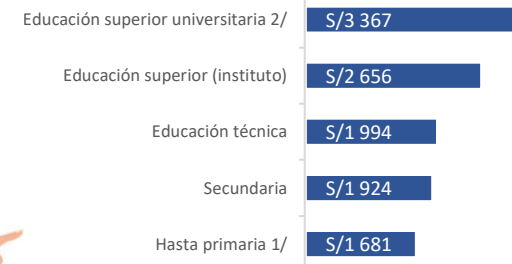 Educación superior universitaria 2/ S/3 367
Educación superior (instituto) S/2 656
Educación técnica S/1 994
Secundaria S/1 924
Hasta primaria 1/ S/1 681